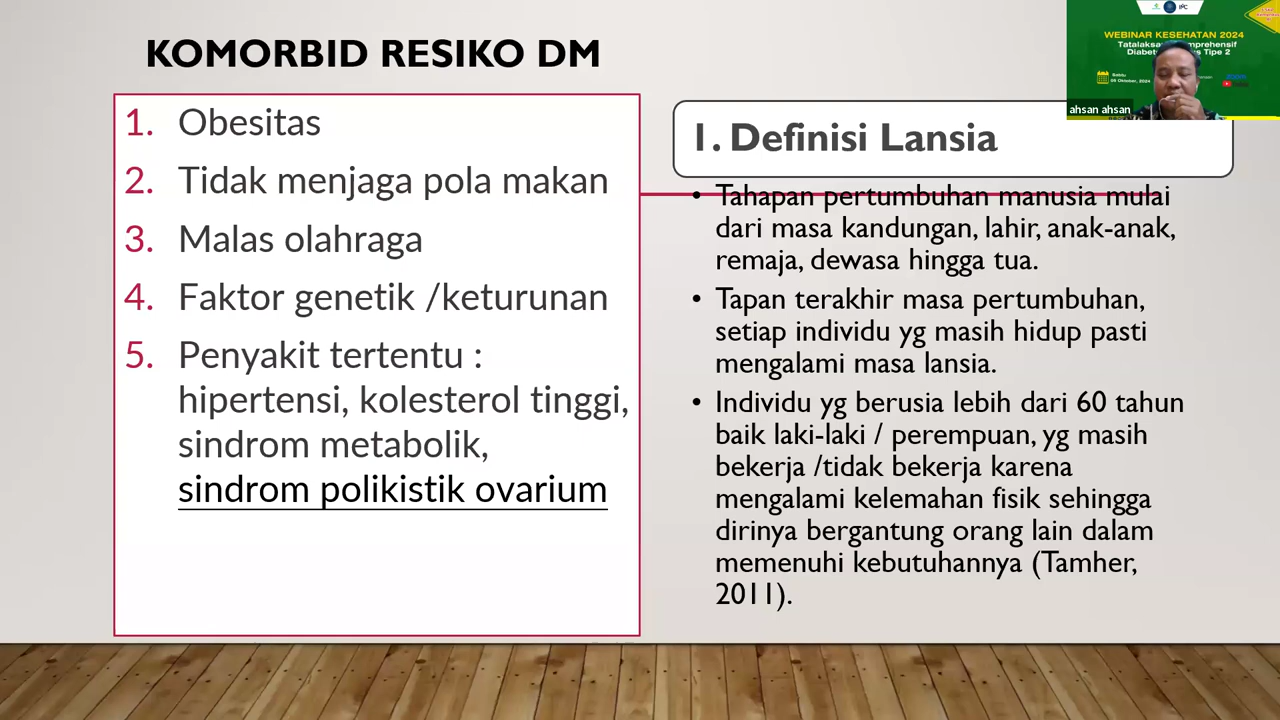 KOMORBID RESIKO DM
1. Obesitas
2. Tidak menjaga pola makan
3. Malas olahraga
4. Faktor genetik /keturunan
5. Penyakit tertentu :
hipertensi, kolesterol tinggi,
sindrom metabolik,
sindrom polikistik ovarium
1. Definisi Lansia
• Tahapan pertumbuhan manusia mulai
dari masa kandungan, lahir, anak-anak,
remaja, dewasa hingga tua.
• Tapan terakhir masa pertumbuhan,
setiap individu yg masih hidup pasti
mengalami masa lansia.
• Individu yg berusia lebih dari 60 tahun
baik laki-laki / perempuan, yg masih
bekerja /tidak bekerja karena
mengalami kelemahan fisik sehingga
dirinya bergantung orang lain dalam
memenuhi kebutuhannya (Tamher,
2011).
WEBINAR KESEHATAN 2024
Sabtu
ahsan ahsan